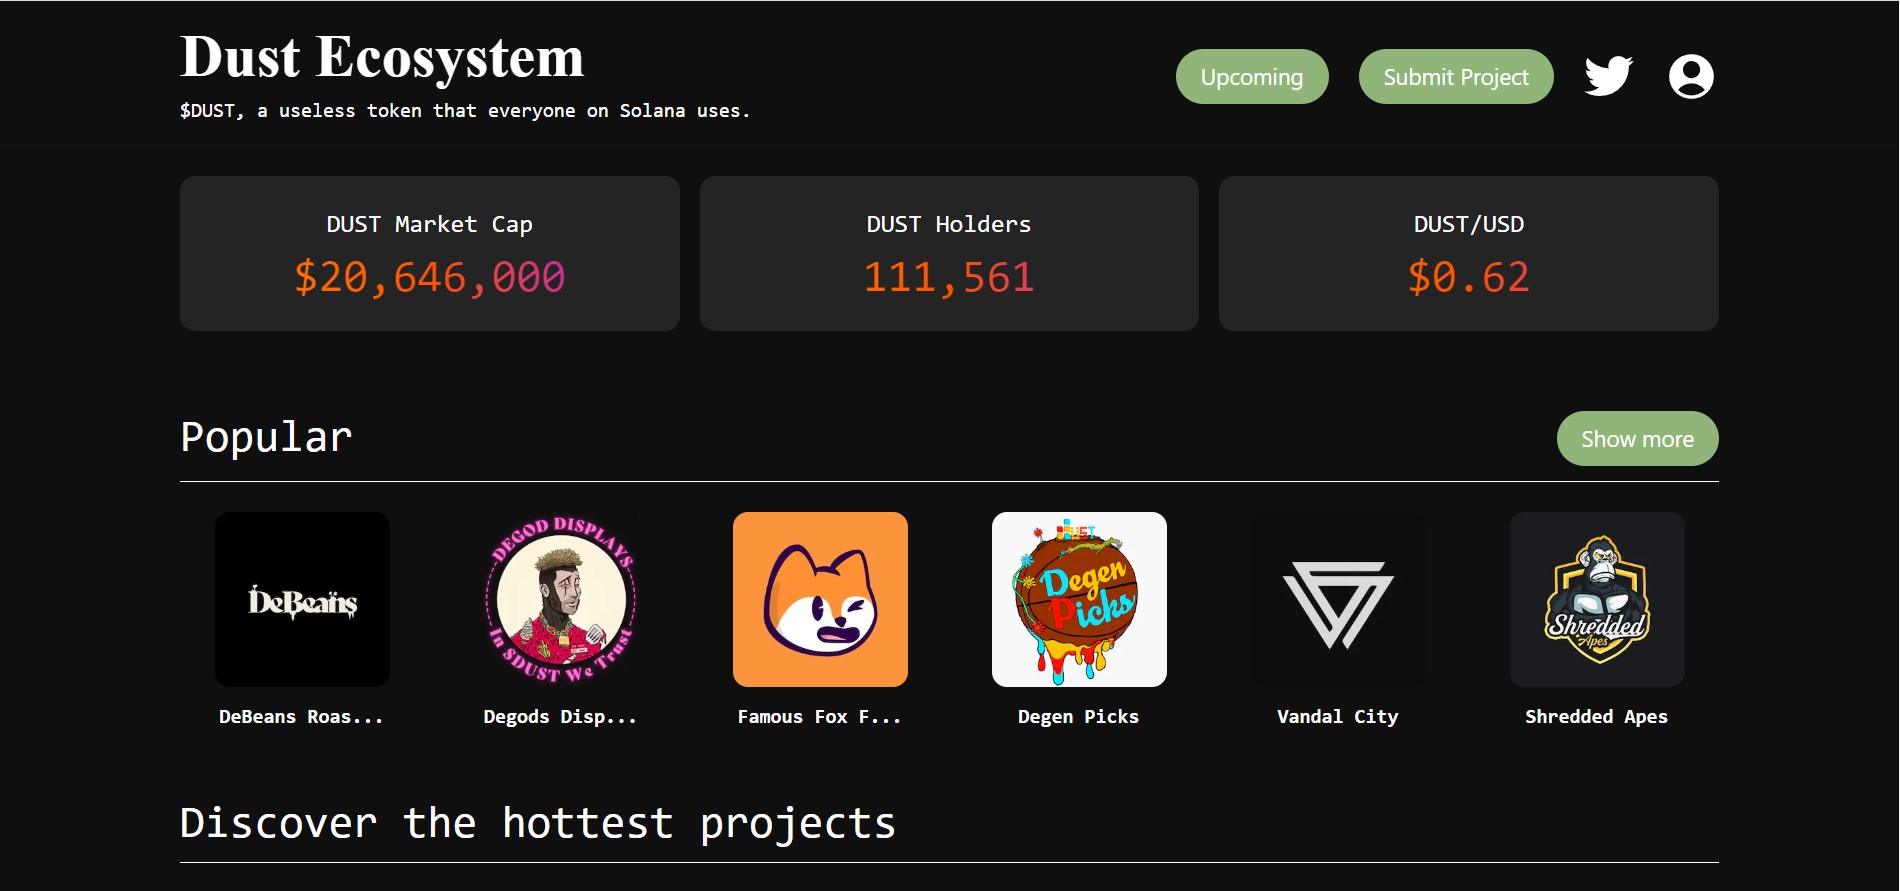 Dust Ecosystem
$DUST, a useless token that everyone on Solana uses.
Upcoming
Submit Project
DUST Market Cap
$20,646,000
DUST Holders
111,561
DUST/USD
$0.62
Popular
Show more
DeBeans
DEGOD DISPLAYS
In $DUST We Trust
DUST
Degen
Picks
Shredded
Apes
DeBeans Roas...
Degods Disp...
Famous Fox F...
Degen Picks
Vandal City
Shredded Apes
Discover the hottest projects